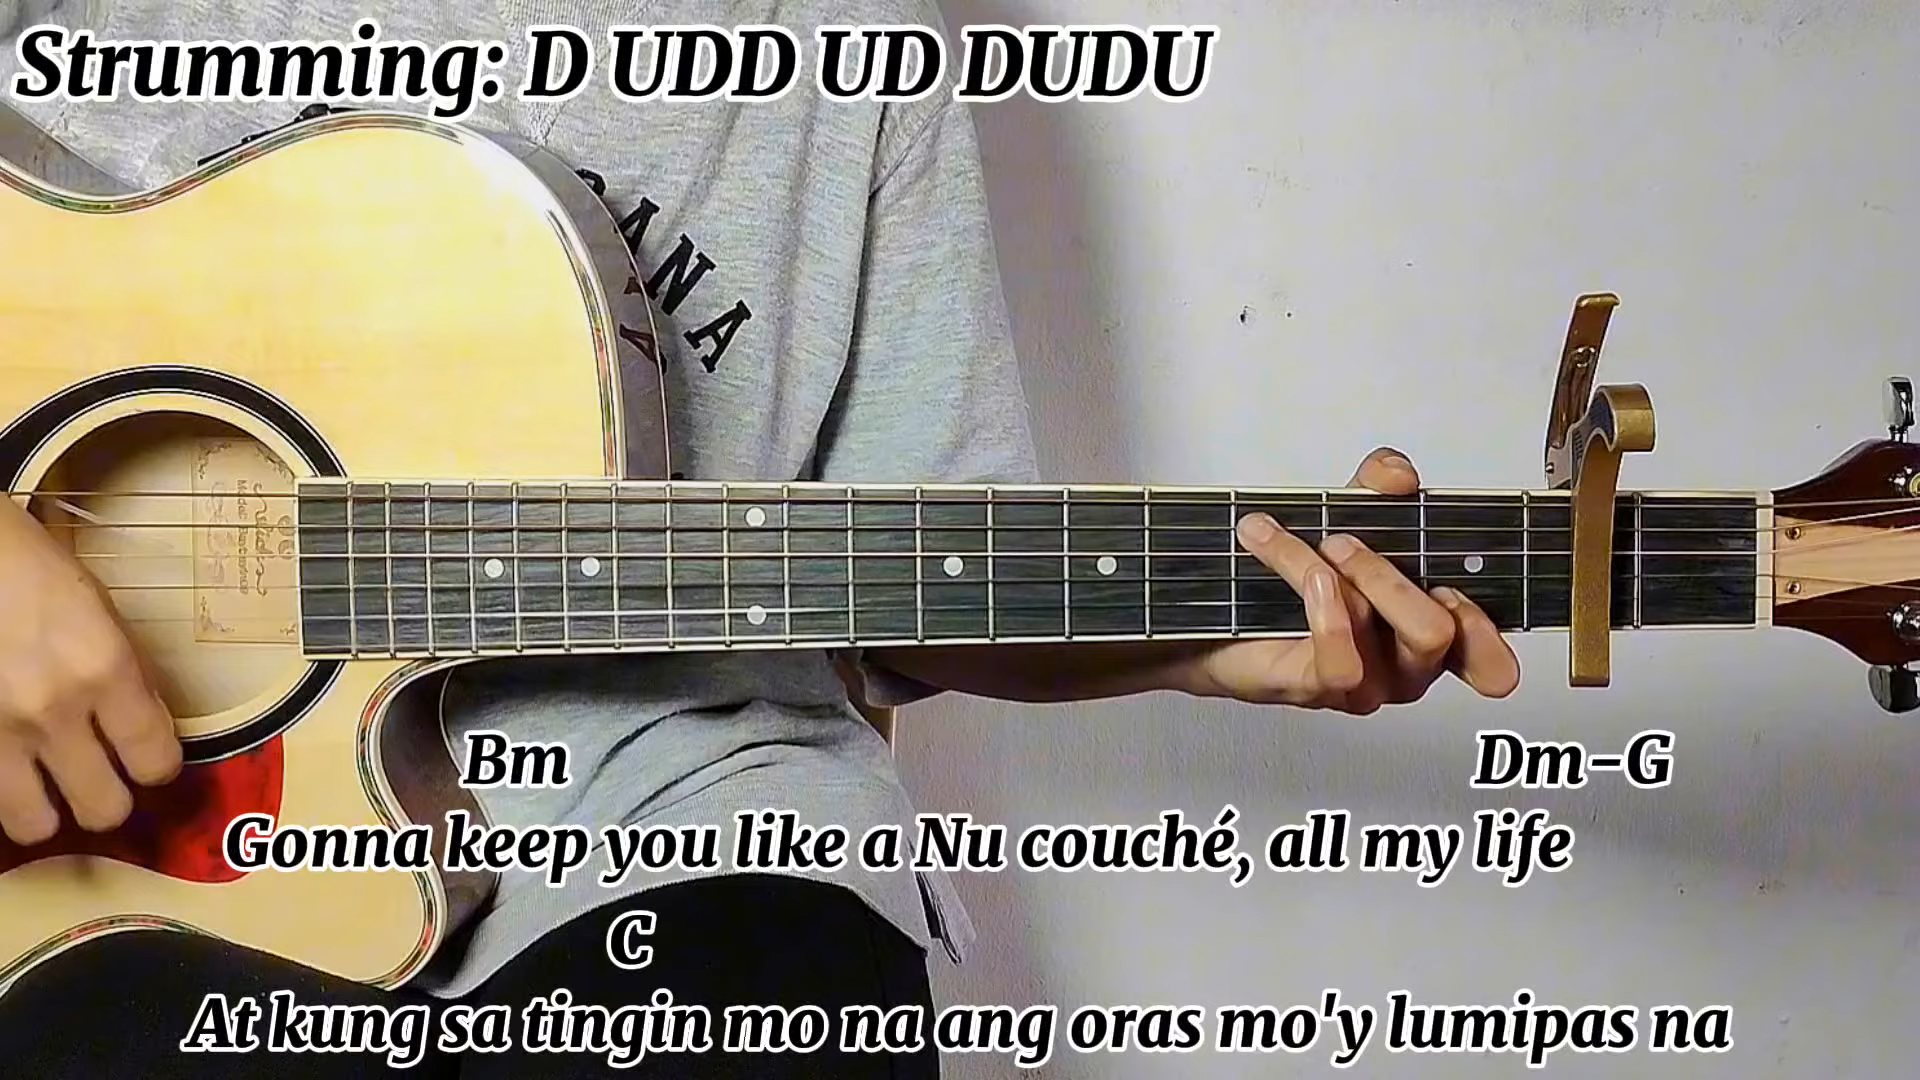 Strumming: D UDD UD DUDU
ANA
Bm Dm-G
Gonna keep you like a Nu couché, all my life
C
At kung sa tingin mo na ang oras mo'y lumipas na